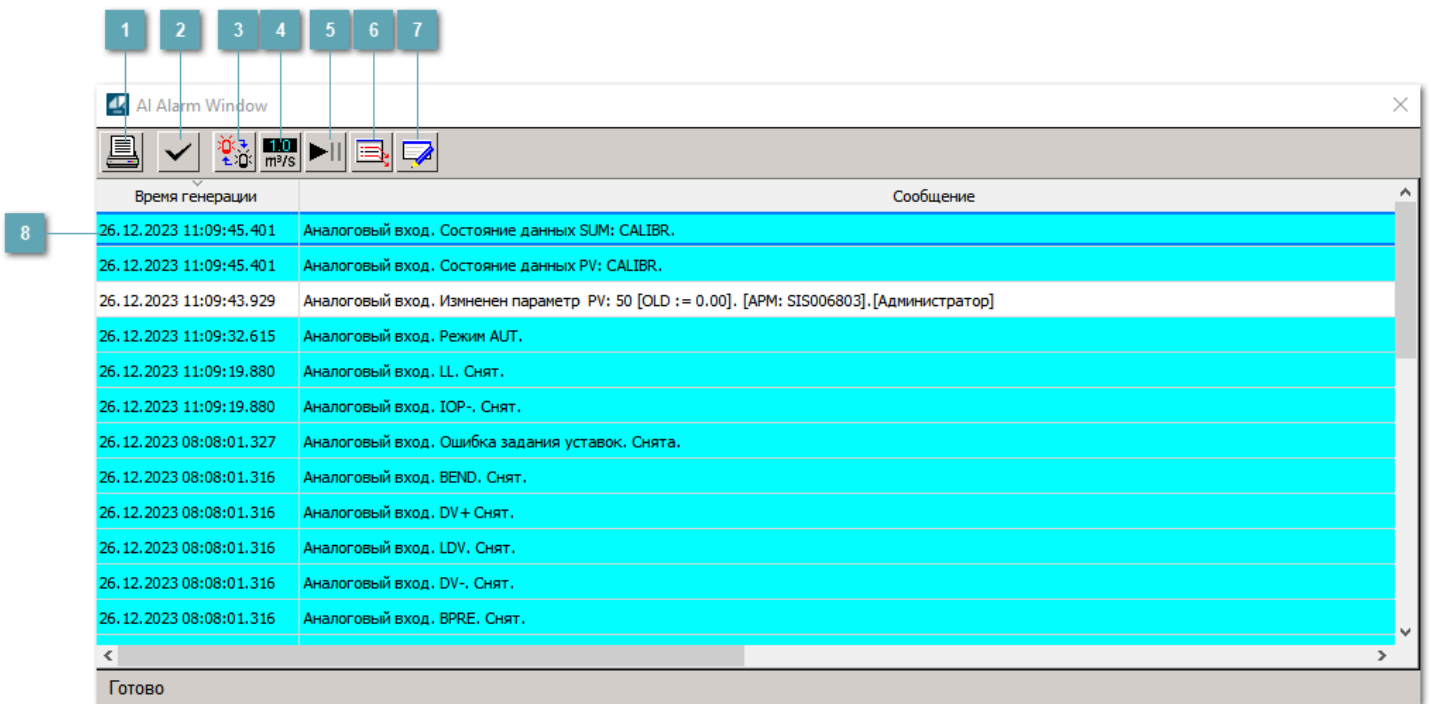 1 2 3 4 5 6 7
AI Alarm Window
1.0
m³/s
Время генерации Сообщение
8
26.12.2023 11:09:45.401 Аналоговый вход. Состояние данных SUM: CALIBR.
26.12.2023 11:09:45.401 Аналоговый вход. Состояние данных PV: CALIBR.
26.12.2023 11:09:43.929 Аналоговый вход. Измненен параметр PV: 50 [OLD := 0.00]. [АРМ: SIS006803].[Администратор]
26.12.2023 11:09:32.615 Аналоговый вход. Режим AUT.
26.12.2023 11:09:19.880 Аналоговый вход. LL. Снят.
26.12.2023 11:09:19.880 Аналоговый вход. IOP-. Снят.
26.12.2023 08:08:01.327 Аналоговый вход. Ошибка задания уставок. Снята.
26.12.2023 08:08:01.316 Аналоговый вход. BEND. Снят.
26.12.2023 08:08:01.316 Аналоговый вход. DV+ Снят.
26.12.2023 08:08:01.316 Аналоговый вход. LDV. Снят.
26.12.2023 08:08:01.316 Аналоговый вход. DV-. Снят.
26.12.2023 08:08:01.316 Аналоговый вход. BPRE. Снят.
Готово